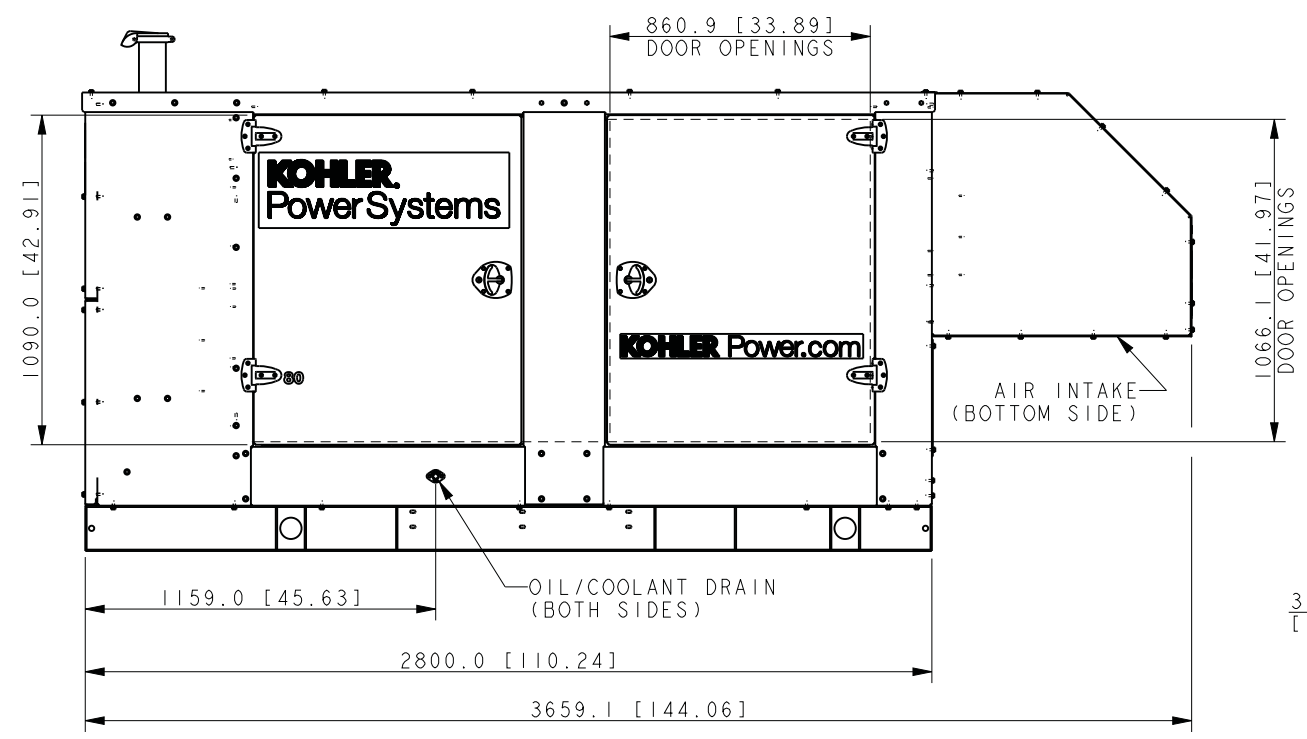 860.9 [33.89]
DOOR OPENINGS
KOHLER.
Power Systems
1090.0 [42.91]
1066.1 [41.97]
DOOR OPENINGS
KOHLER Power.com
80
AIR INTAKE
(BOTTOM SIDE)
OIL/COOLANT DRAIN
(BOTH SIDES)
1159.0 [45.63]
3
[
2800.0 [110.24]
3659.1 [144.06]